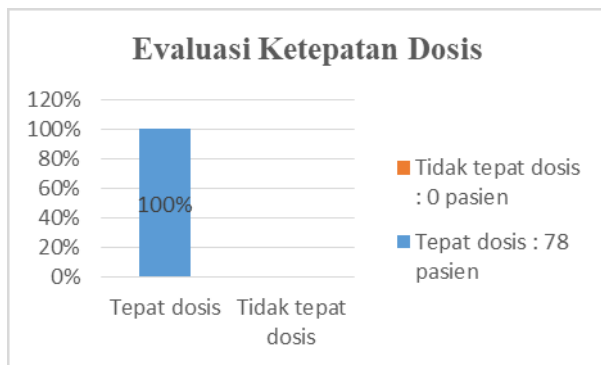 Evaluasi Ketepatan Dosis
120%
100%
80%
60%
40%
20%
0%
100%
Tepat dosis
Tidak tepat
dosis
Tidak tepat dosis
: 0 pasien
Tepat dosis : 78
pasien